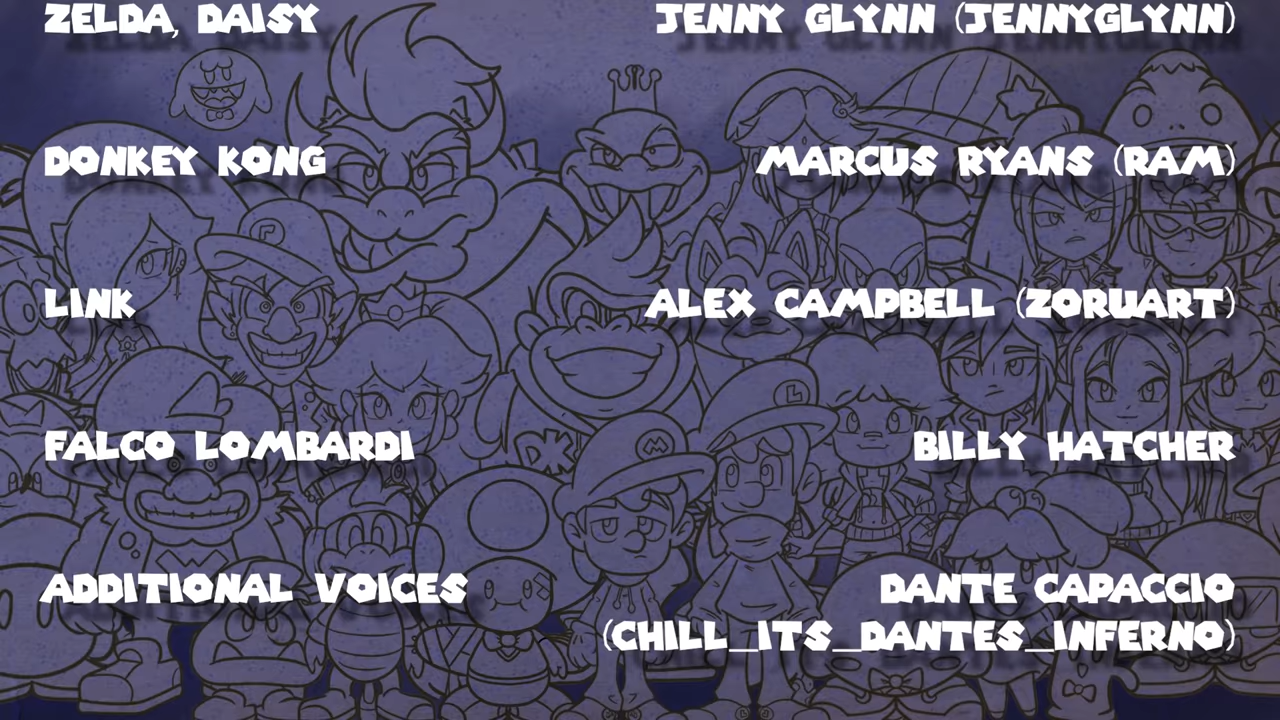 ZELDA, DAISY JENNY GLYNN (JENNYGLYNN)
DONKEY KONG MARCUS RYANS (RAM)
LINK ALEX CAMPBELL (ZORUART)
FALCO LOMBARDI BILLY HATCHER
ADDITIONAL VOICES DANTE CAPACCIO
(CHILL_ITS_DANTES_INFERNO)
M
L
DK